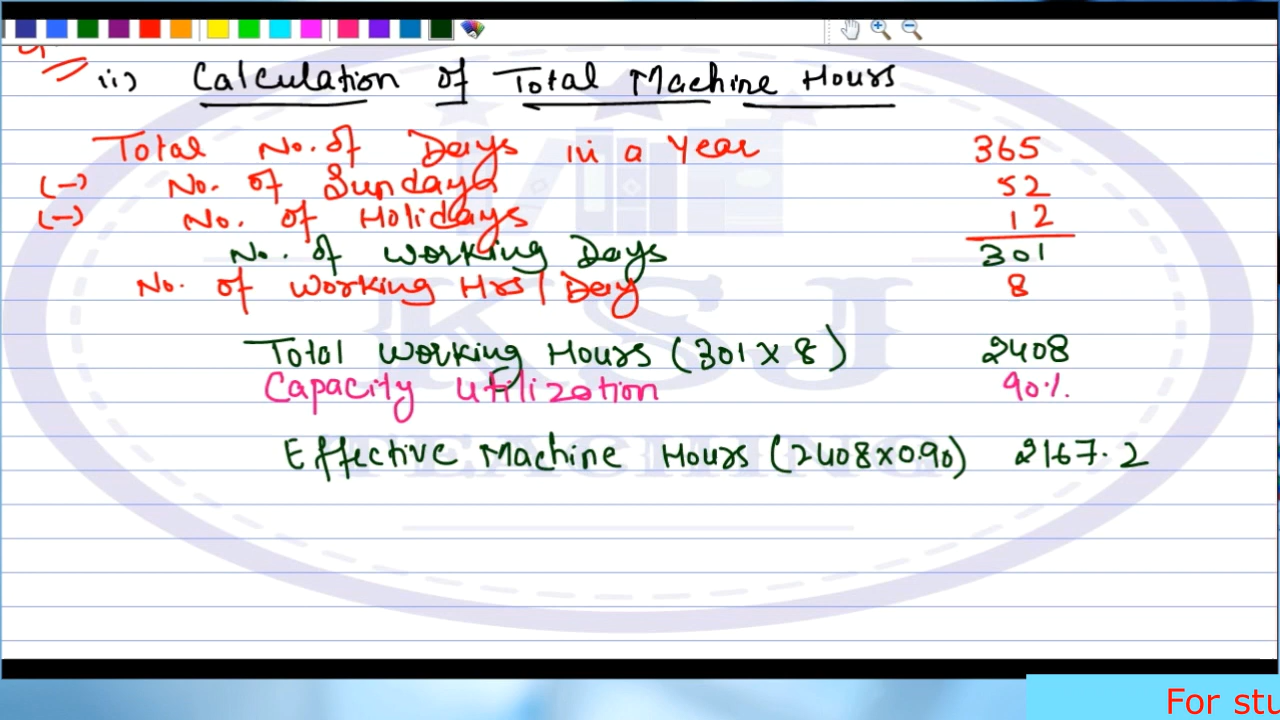 ii) Calculation of Total Machine Hours
Total No. of Days in a Year 365
(-) No. of Sundays 52
(-) No. of Holidays 12
No. of Working Days 301
No. of Working Hrs/Day 8
Total Working Hours (301 x 8) 2408
Capacity Utilization 90%.
Effective Machine Hours (2408x0.90) 2167.2
KSJ
TEACHING
For stu